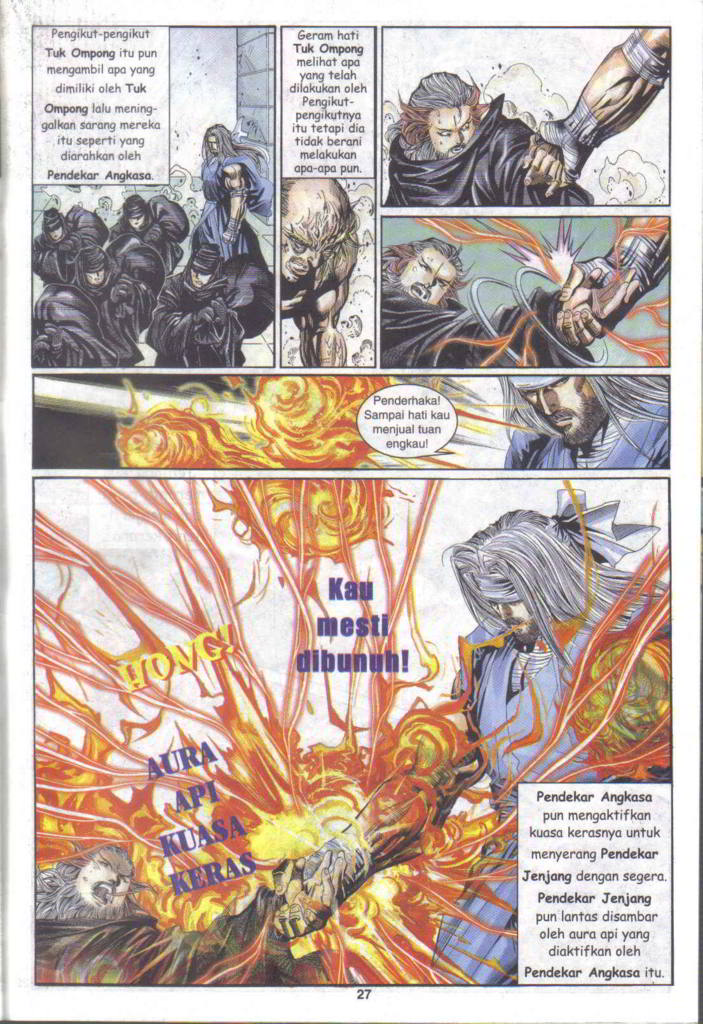 Pengikut-pengikut
Tuk Ompong itu pun
mengambil apa yang
dimiliki oleh Tuk
Ompong lalu mening-
galkan sarang mereka
itu seperti yang
diarahkan oleh
Pendekar Angkasa.
Geram hati
Tuk Ompong
melihat apa
yang telah
dilakukan oleh
Pengikut-
pengikutnya
itu tetapi dia
tidak berani
melakukan
apa-apa pun.
Penderhaka!
Sampai hati kau
menjual tuan
engkau!
Kau
mesti
dibunuh!
HONG!
AURA
API
KUASA
KERAS
Pendekar Angkasa
pun mengaktifkan
kuasa kerasnya untuk
menyerang Pendekar
Jenjang dengan segera.
Pendekar Jenjang
pun lantas disambar
oleh aura api yang
diaktifkan oleh
Pendekar Angkasa itu.
27